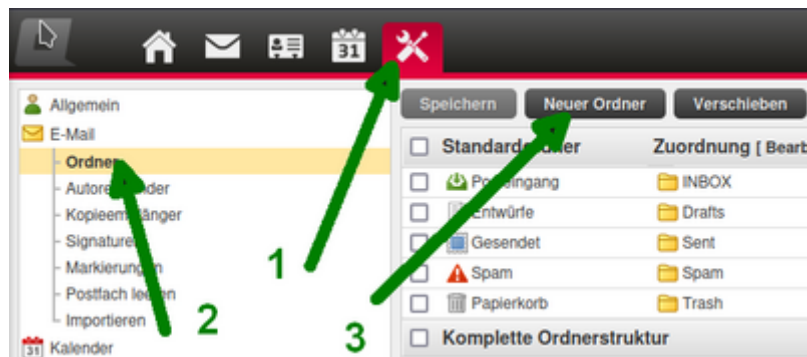 31
Allgemein
E-Mail
Ordner
Autoresponder
Kopieempfänger
Signaturen
Markierungen
Postfach leeren
Importieren
31 Kalender
Speichern Neuer Ordner Verschieben
Standardordner Zuordnung [ Bearb
Posteingang INBOX
Entwürfe Drafts
Gesendet Sent
Spam Spam
Papierkorb Trash
Komplette Ordnerstruktur
1
2
3